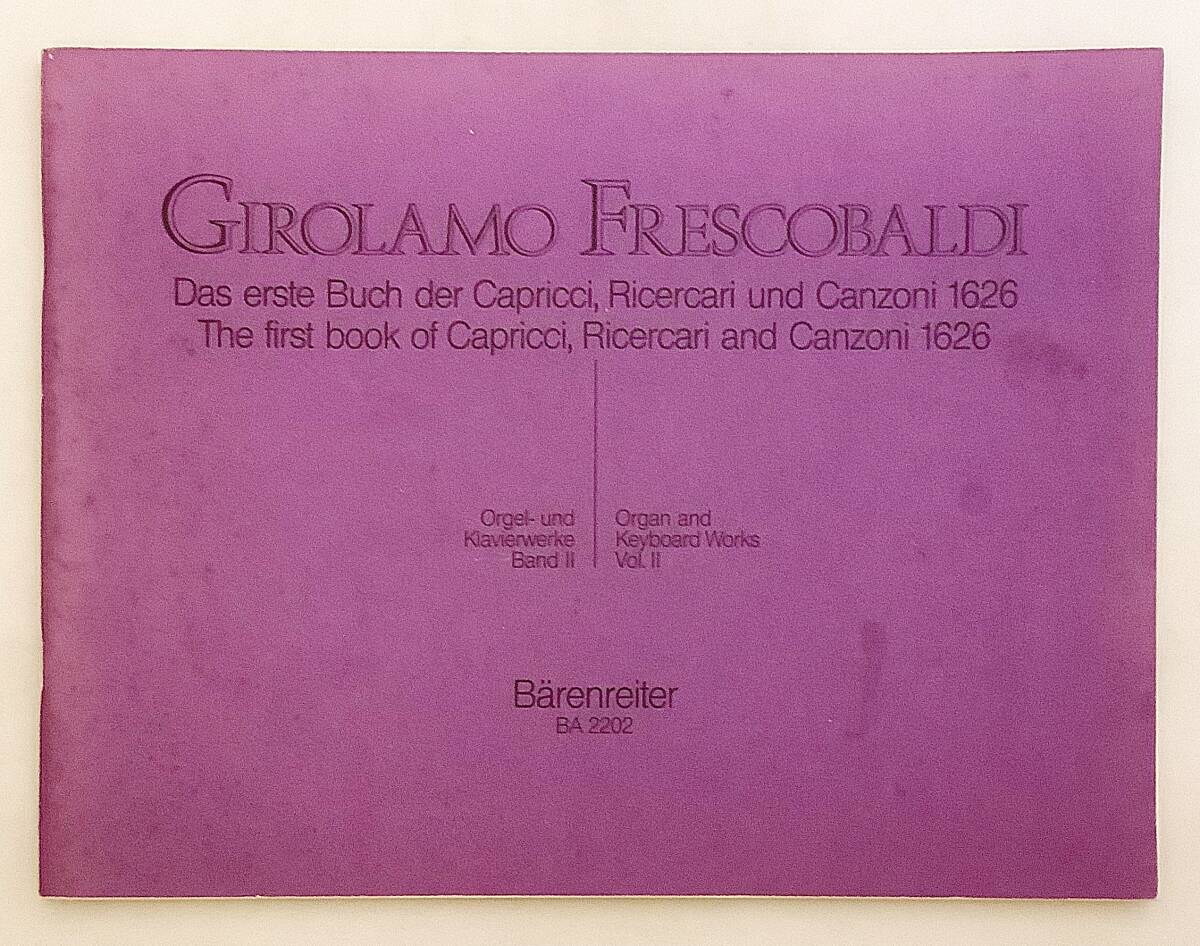 GIROLAMO FRESCOBALDI
Das erste Buch der Capricci, Ricercari und Canzoni 1626
The first book of Capricci, Ricercari and Canzoni 1626
Orgel- und
Klavierwerke
Band II
Organ and
Keyboard Works
Vol. II
Bärenreiter
BA 2202